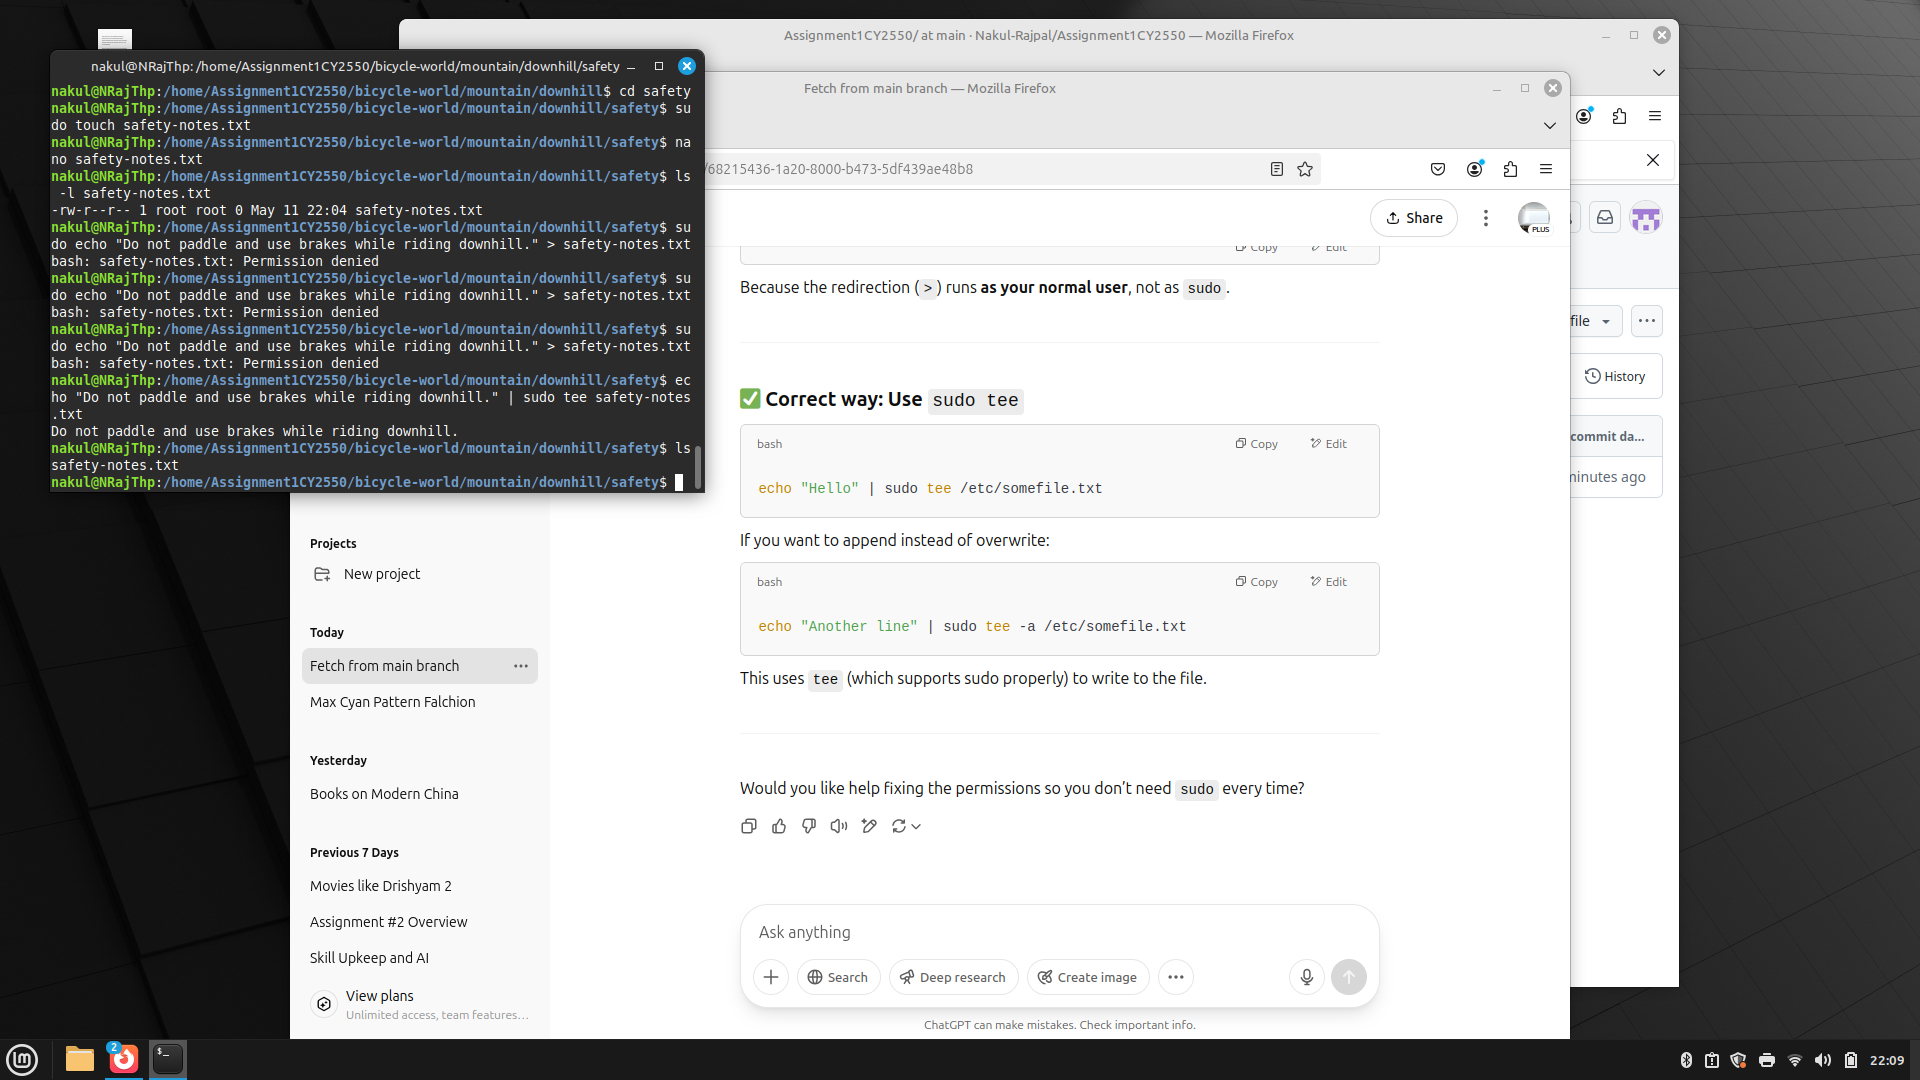 Assignment1CY2550/ at main · Nakul-Rajpal/Assignment1CY2550 — Mozilla Firefox
nakul@NRajThp: /home/Assignment1CY2550/bicycle-world/mountain/downhill/safety
nakul@NRajThp:/home/Assignment1CY2550/bicycle-world/mountain/downhill$ cd safety
nakul@NRajThp:/home/Assignment1CY2550/bicycle-world/mountain/downhill/safety$ su
do touch safety-notes.txt
nakul@NRajThp:/home/Assignment1CY2550/bicycle-world/mountain/downhill/safety$ na
no safety-notes.txt
nakul@NRajThp:/home/Assignment1CY2550/bicycle-world/mountain/downhill/safety$ ls
 -l safety-notes.txt
-rw-r--r-- 1 root root 0 May 11 22:04 safety-notes.txt
nakul@NRajThp:/home/Assignment1CY2550/bicycle-world/mountain/downhill/safety$ su
do echo "Do not paddle and use brakes while riding downhill." > safety-notes.txt
bash: safety-notes.txt: Permission denied
nakul@NRajThp:/home/Assignment1CY2550/bicycle-world/mountain/downhill/safety$ su
do echo "Do not paddle and use brakes while riding downhill." > safety-notes.txt
bash: safety-notes.txt: Permission denied
nakul@NRajThp:/home/Assignment1CY2550/bicycle-world/mountain/downhill/safety$ su
do echo "Do not paddle and use brakes while riding downhill." > safety-notes.txt
bash: safety-notes.txt: Permission denied
nakul@NRajThp:/home/Assignment1CY2550/bicycle-world/mountain/downhill/safety$ ec
ho "Do not paddle and use brakes while riding downhill." | sudo tee safety-notes
.txt
Do not paddle and use brakes while riding downhill.
nakul@NRajThp:/home/Assignment1CY2550/bicycle-world/mountain/downhill/safety$ ls
safety-notes.txt
nakul@NRajThp:/home/Assignment1CY2550/bicycle-world/mountain/downhill/safety$
Fetch from main branch — Mozilla Firefox
/68215436-1a20-8000-b473-5df439ae48b8
Share
PLUS
Copy Edit
Because the redirection (>) runs as your normal user, not as sudo.
✅ Correct way: Use sudo tee
bash Copy Edit
echo "Hello" | sudo tee /etc/somefile.txt
If you want to append instead of overwrite:
bash Copy Edit
echo "Another line" | sudo tee -a /etc/somefile.txt
This uses tee (which supports sudo properly) to write to the file.
Would you like help fixing the permissions so you don’t need sudo every time?
Ask anything
Search Deep research Create image
ChatGPT can make mistakes. Check important info.
Projects
New project
Today
Fetch from main branch
Max Cyan Pattern Falchion
Yesterday
Books on Modern China
Previous 7 Days
Movies like Drishyam 2
Assignment #2 Overview
Skill Upkeep and AI
View plans
Unlimited access, team features…
file
History
commit da...
minutes ago
2
22:09